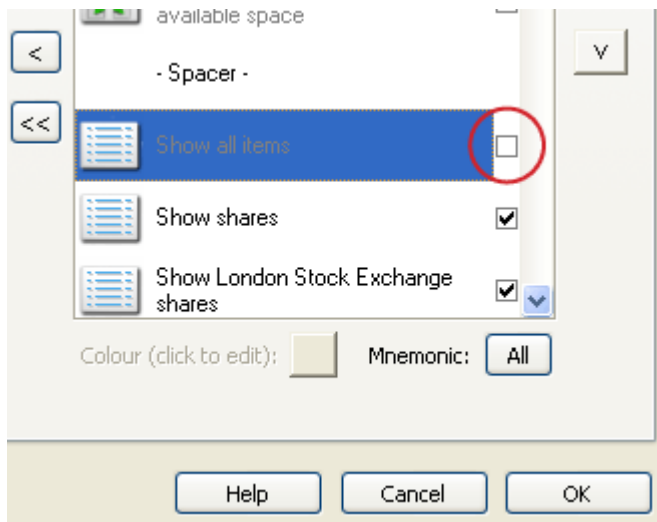 available space
<
V
- Spacer -
<<
Show all items
Show shares
Show London Stock Exchange
shares
Colour (click to edit):
Mnemonic:
All
Help
Cancel
OK